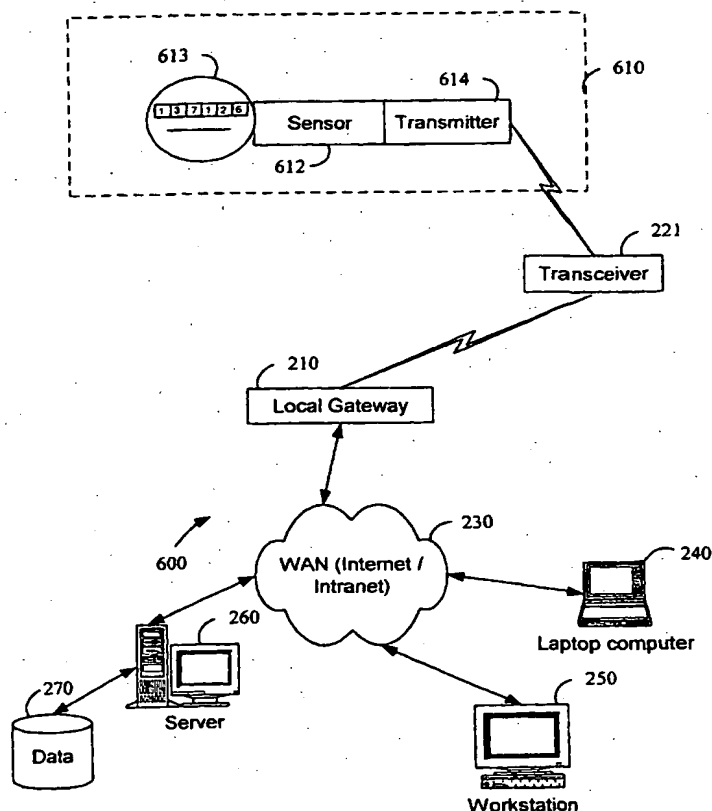 613
614
610
1 3 7 1 2 6
Sensor
Transmitter
612
221
Transceiver
210
Local Gateway
230
WAN (Internet /
Intranet)
600
240
Laptop computer
260
Server
250
Workstation
270
Data